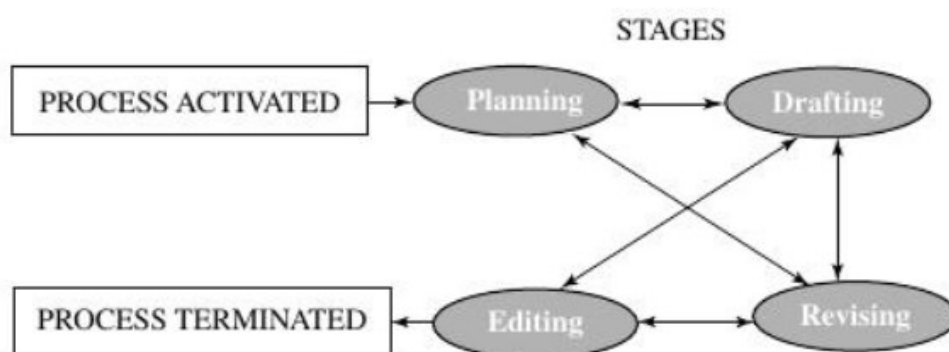 STAGES
PROCESS ACTIVATED
Planning
Drafting
PROCESS TERMINATED
Editing
Revising